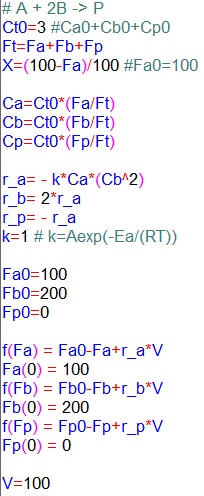 # A + 2B -> P
Ct0=3 #Ca0+Cb0+Cp0
Ft=Fa+Fb+Fp
X=(100-Fa)/100 #Fa0=100
Ca=Ct0*(Fa/Ft)
Cb=Ct0*(Fb/Ft)
Cp=Ct0*(Fp/Ft)
r_a= - k*Ca*(Cb^2)
r_b= 2*r_a
r_p= - r_a
k=1 # k=Aexp(-Ea/(RT))
Fa0=100
Fb0=200
Fp0=0
f(Fa) = Fa0-Fa+r_a*V
Fa(0) = 100
f(Fb) = Fb0-Fb+r_b*V
Fb(0) = 200
f(Fp) = Fp0-Fp+r_p*V
Fp(0) = 0
V=100